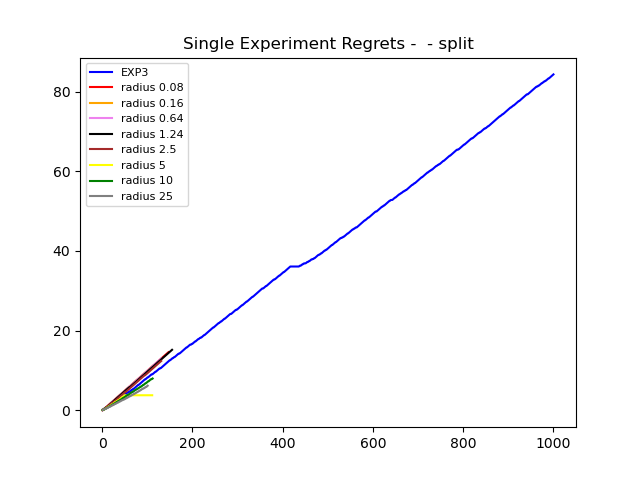 Single Experiment Regrets -  - split
EXP3
radius 0.08
radius 0.16
radius 0.64
radius 1.24
radius 2.5
radius 5
radius 10
radius 25
80
60
40
20
0
0 200 400 600 800 1000